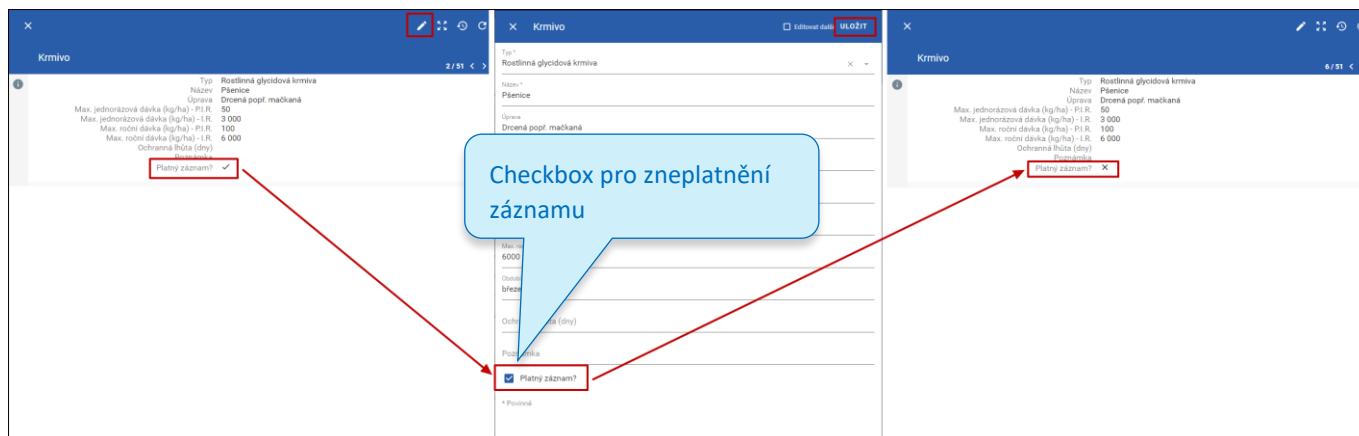 Krmivo
2 / 51
Typ Rostlinná glycidová krmiva
Název Pšenice
Úprava Drcená popř. mačkaná
Max. jednorázová dávka (kg/ha) - P.I.R. 50
Max. jednorázová dávka (kg/ha) - I.R. 3 000
Max. roční dávka (kg/ha) - P.I.R. 100
Max. roční dávka (kg/ha) - I.R. 6 000
Ochranná lhůta (dny)
Poznámka
Platný záznam?
Krmivo
Editovat další ULOŽIT
Typ *
Rostlinná glycidová krmiva
Název *
Pšenice
Úprava
Drcená popř. mačkaná
Checkbox pro zneplatnění
záznamu
Max.
6000
(dny)
Platný záznam?
* Povinné
Krmivo
6 / 51
Typ Rostlinná glycidová krmiva
Název Pšenice
Úprava Drcená popř. mačkaná
Max. jednorázová dávka (kg/ha) - P.I.R. 50
Max. jednorázová dávka (kg/ha) - I.R. 3 000
Max. roční dávka (kg/ha) - P.I.R. 100
Max. roční dávka (kg/ha) - I.R. 6 000
Ochranná lhůta (dny)
Poznámka
Platný záznam?